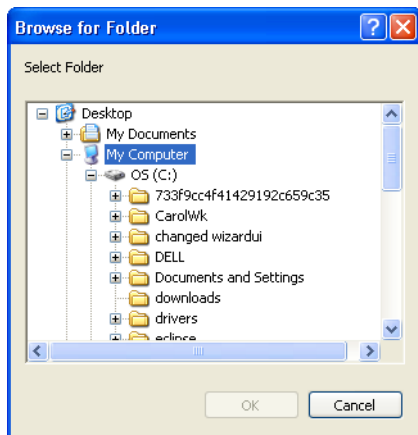 Browse for Folder
Select Folder
Desktop
My Documents
My Computer
OS (C:)
733f9cc4f41429192c659c35
CarolWk
changed wizardui
DELL
Documents and Settings
downloads
drivers
eclipse
OK
Cancel